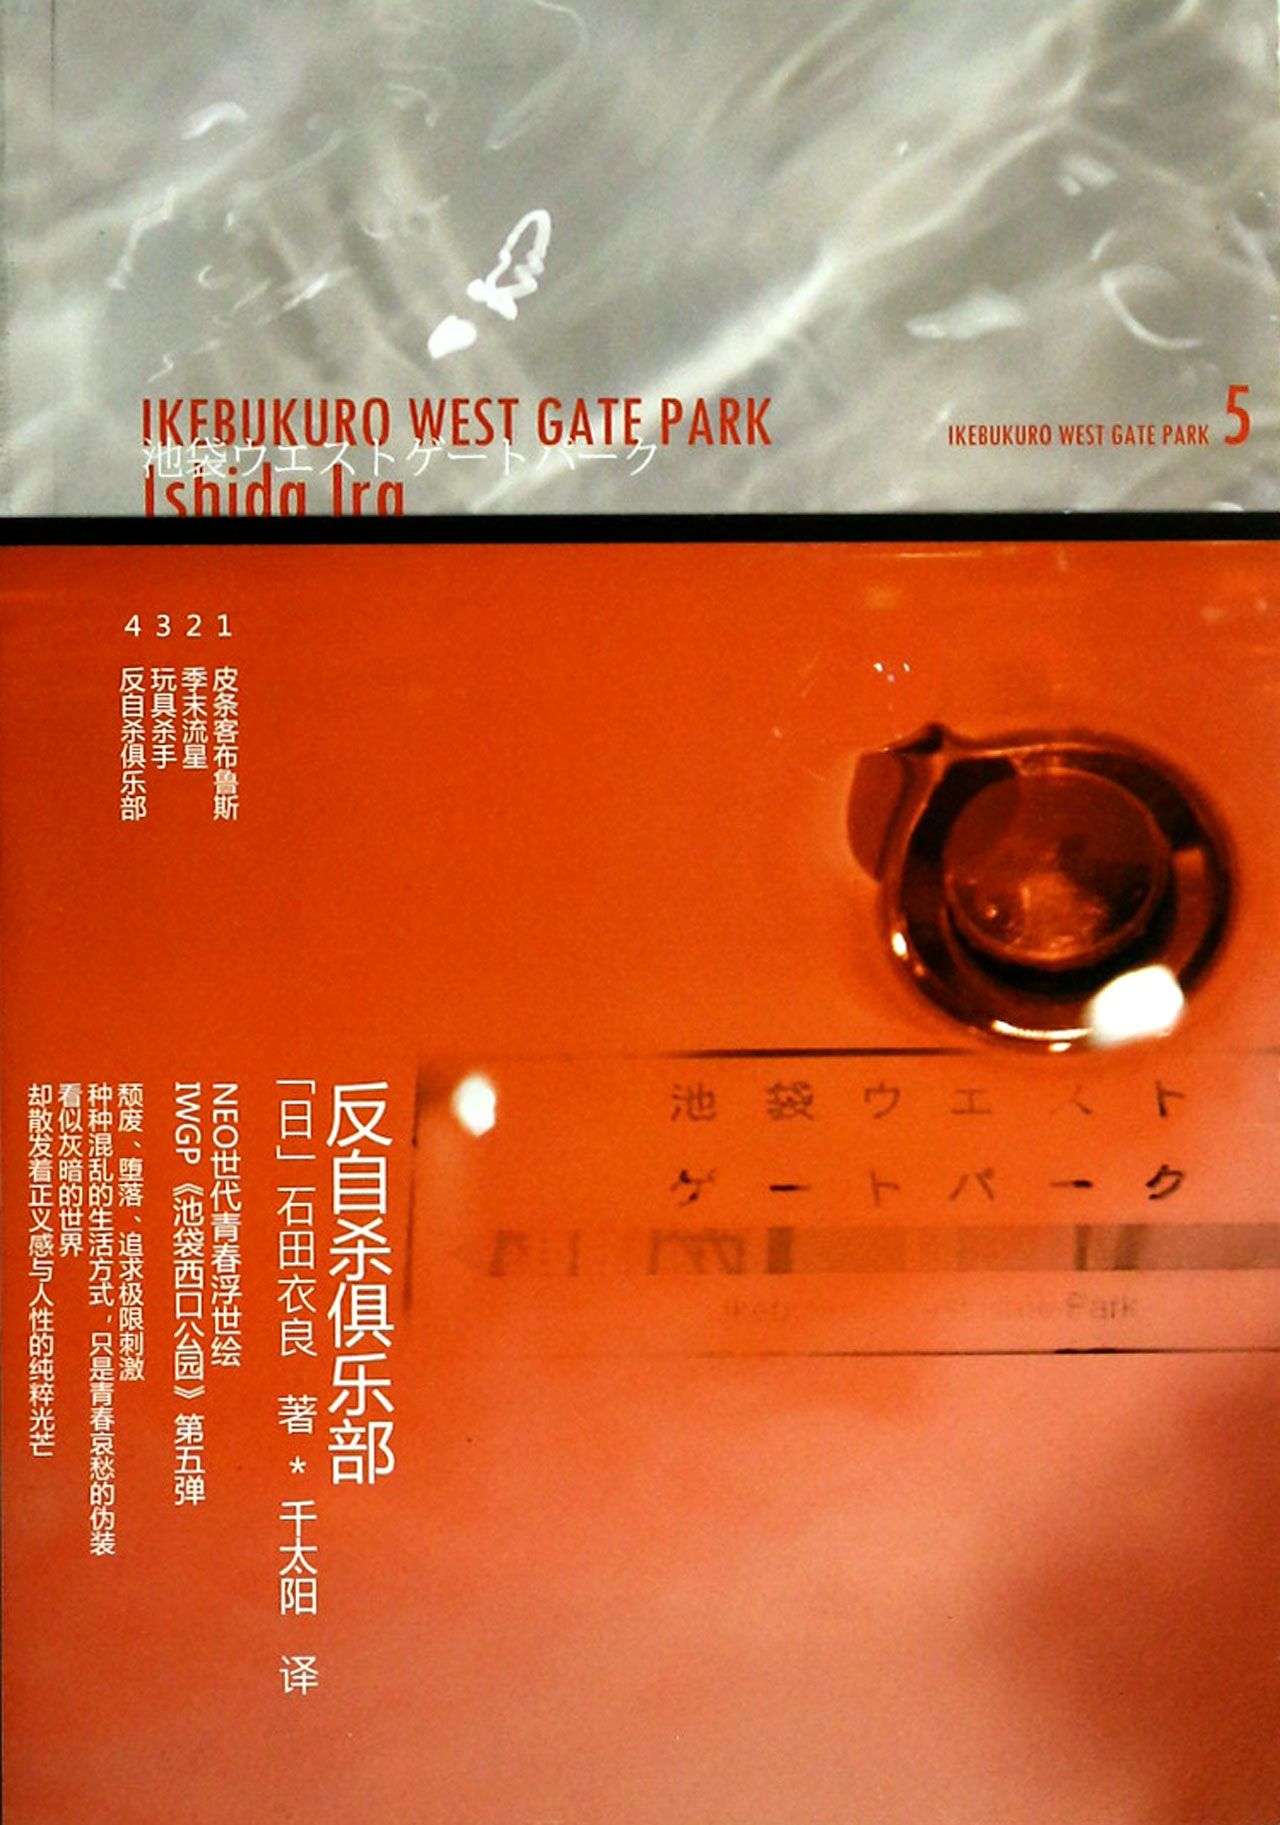 IKEBUKURO WEST GATE PARK
池袋ウエストゲートパーク
Ishida Ira
IKEBUKURO WEST GATE PARK 5
1 皮条客布鲁斯
2 季末流星
3 玩具杀手
4 反自杀俱乐部
池袋ウエスト
ゲートパーク
Park
反自杀俱乐部
「日」石田衣良 著 * 千太阳 译
NEO世代青春浮世绘
IWGP《池袋西口公园》第五弹
颓废、堕落、追求极限刺激
种种混乱的生活方式，只是青春哀愁的伪装
看似灰暗的世界
却散发着正义感与人性的纯粹光芒